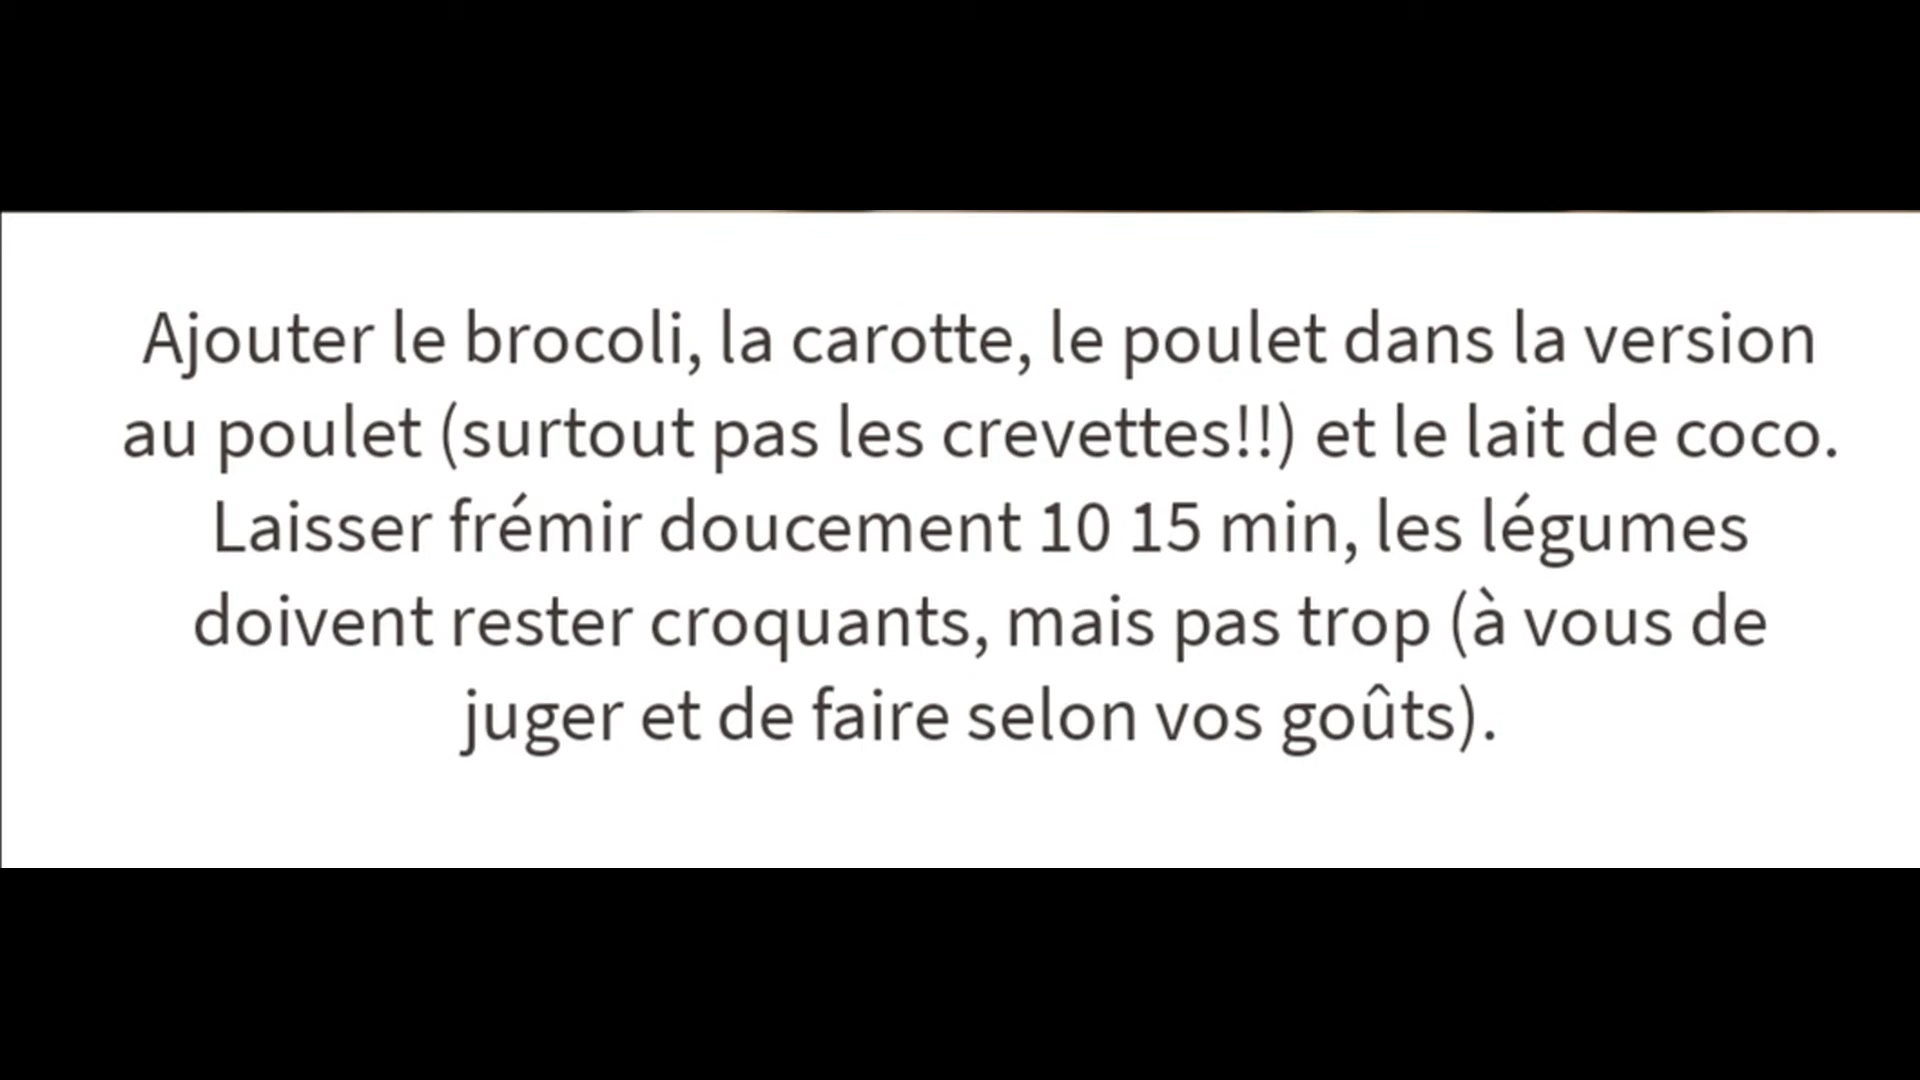 Ajouter le brocoli, la carotte, le poulet dans la version
au poulet (surtout pas les crevettes!!) et le lait de coco.
Laisser frémir doucement 10 15 min, les légumes
doivent rester croquants, mais pas trop (à vous de
juger et de faire selon vos goûts).